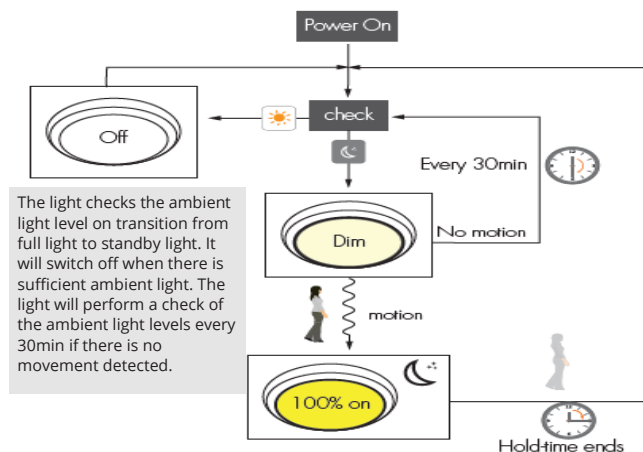 Power On
check
Off
Every 30min
The light checks the ambient
light level on transition from
full light to standby light. It
will switch off when there is
sufficient ambient light. The
light will perform a check of
the ambient light levels every
30min if there is no
movement detected.
Dim
No motion
motion
100% on
Hold-time ends